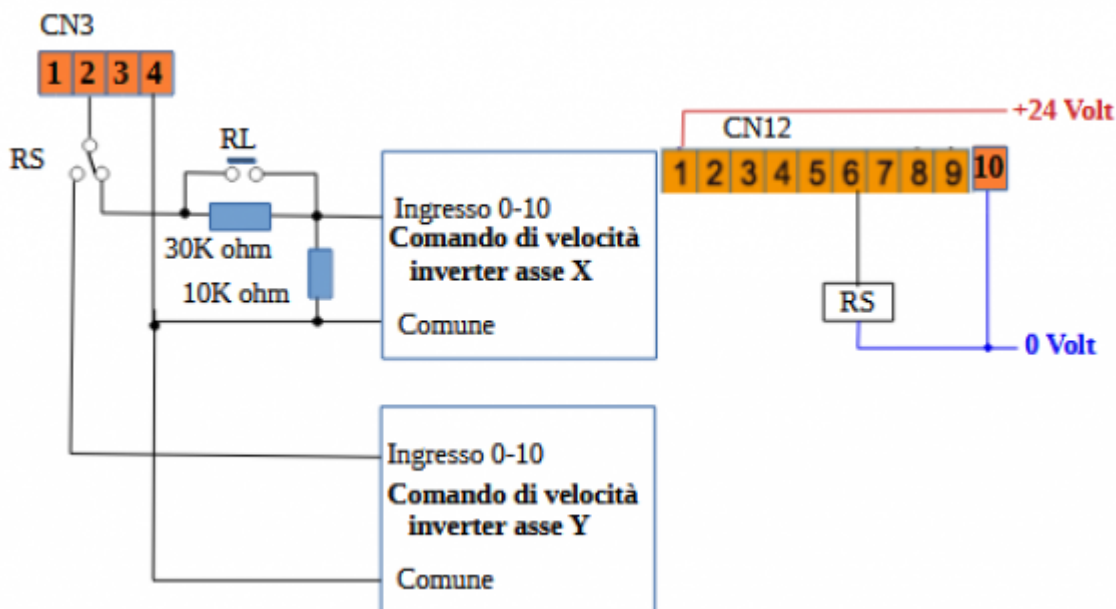 CN3
1 2 3 4
RS
RL
30K ohm
10K ohm
Ingresso 0-10
Comando di velocità
inverter asse X
Comune
Ingresso 0-10
Comando di velocità
inverter asse Y
Comune
+24 Volt
CN12
1 2 3 4 5 6 7 8 9 10
RS
0 Volt